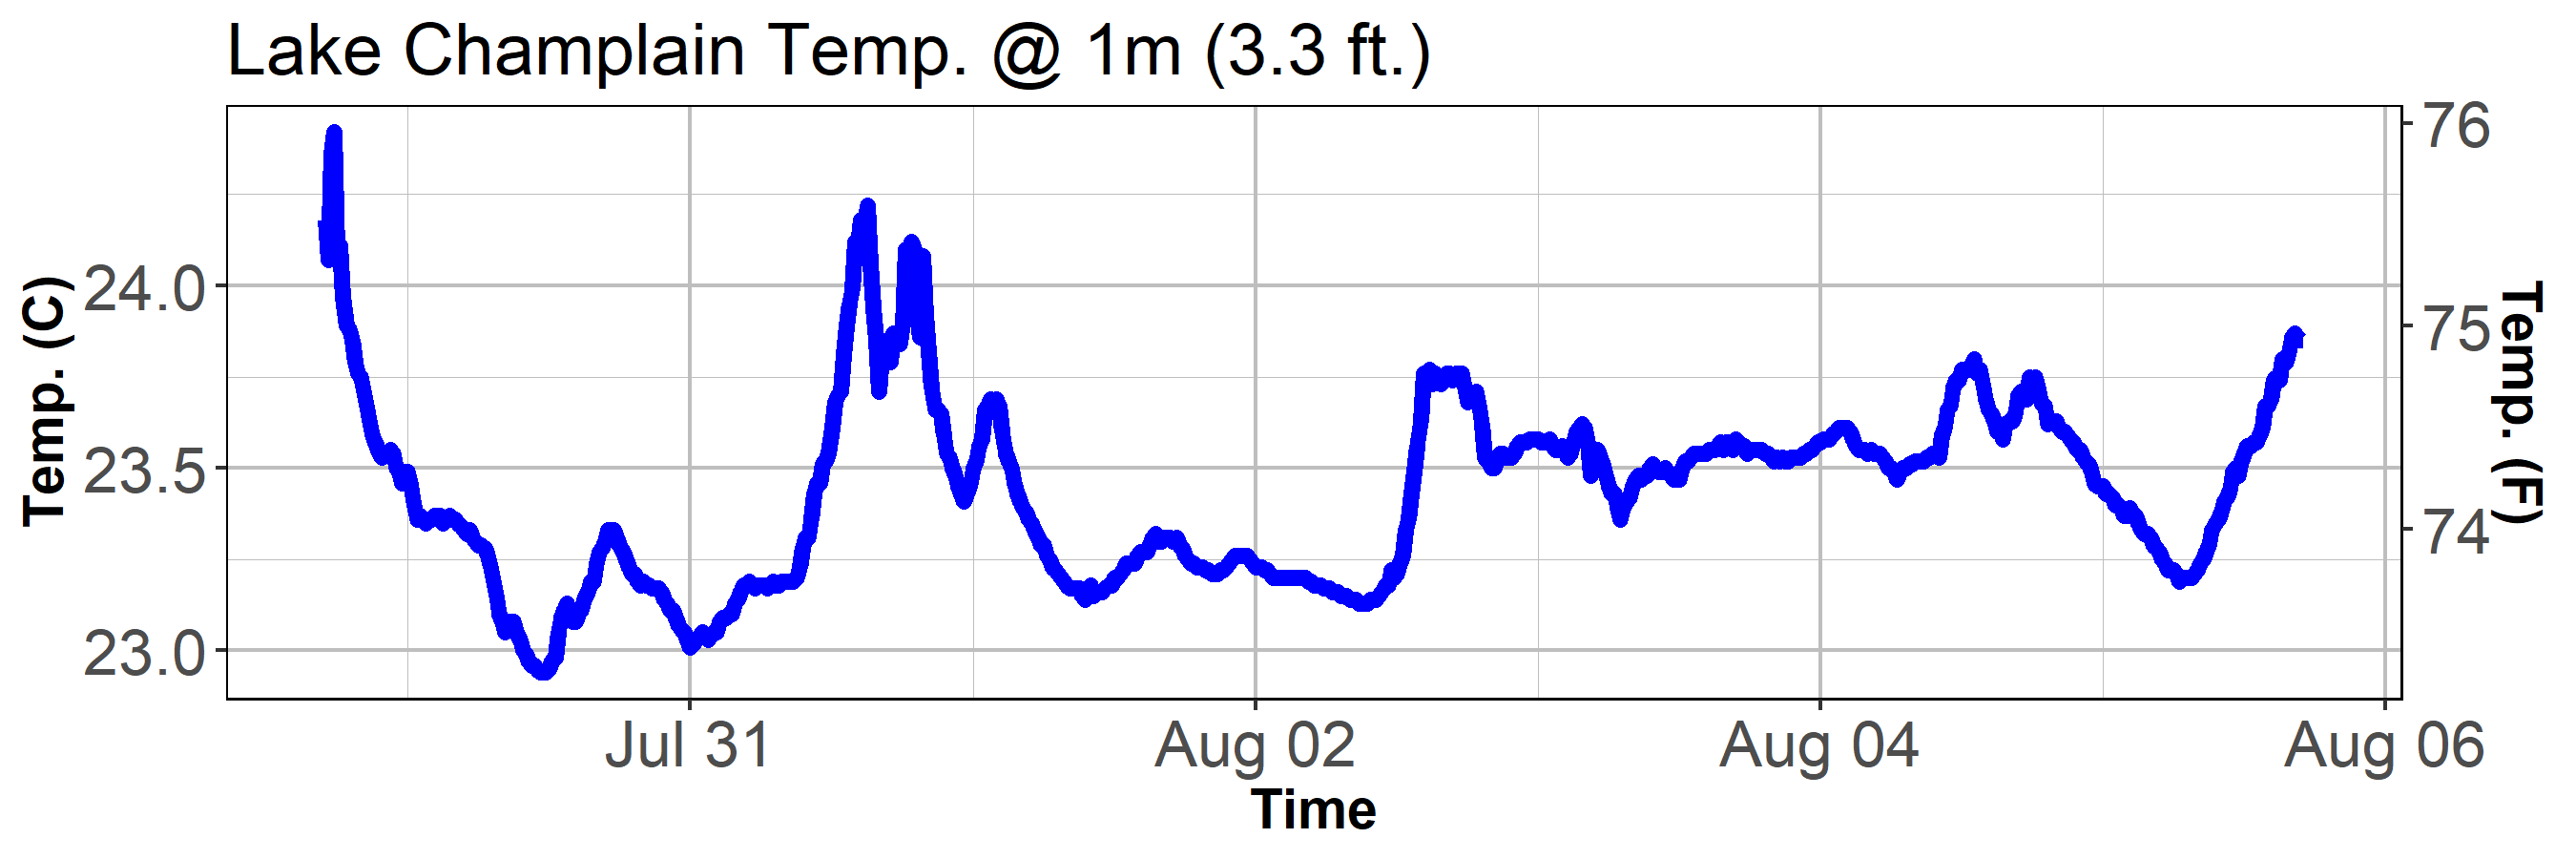 Lake Champlain Temp. @ 1m (3.3 ft.)
Temp. (C)
24.0
23.5
23.0
76
75
74
Temp. (F)
Jul 31
Aug 02
Aug 04
Aug 06
Time